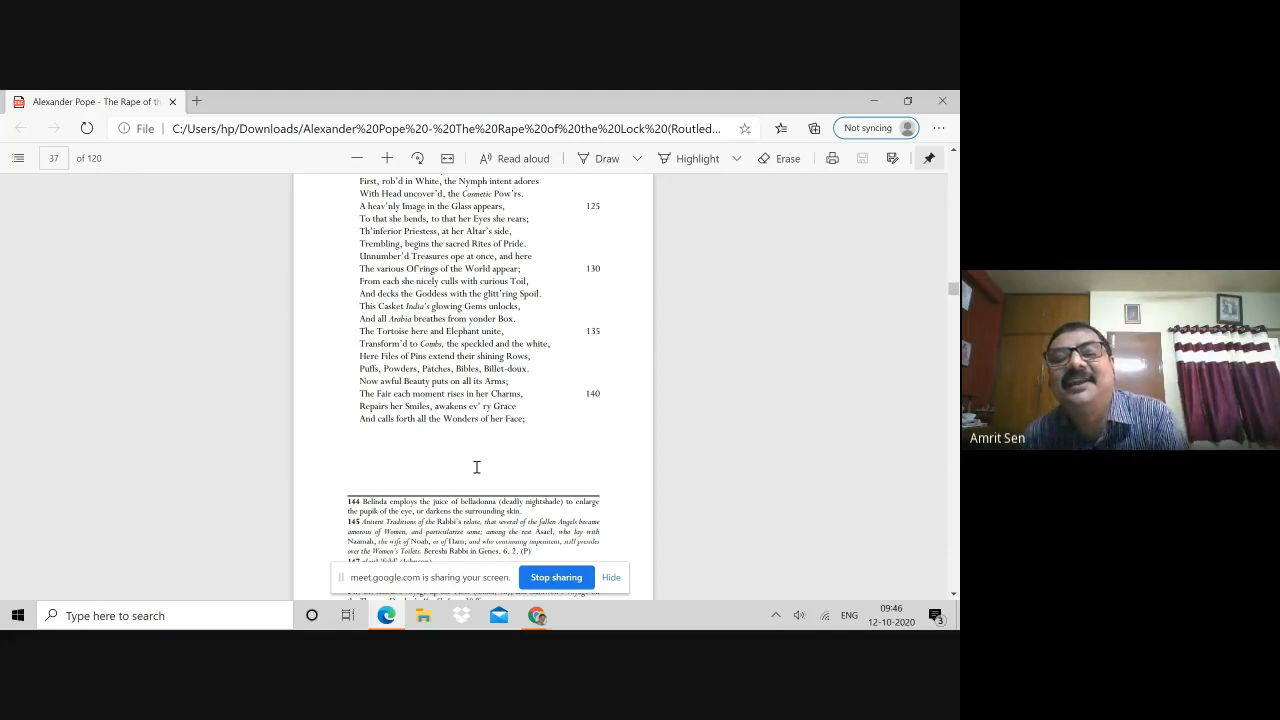 Alexander Pope - The Rape of th
File
C:/Users/hp/Downloads/Alexander%20Pope%20-%20The%20Rape%20of%20the%20Lock%20(Routled...
Not syncing
37 of 120
Read aloud
Draw
Highlight
Erase
First, rob'd in White, the Nymph intent adores
With Head uncover'd, the Cosmetic Pow'rs.
A heav'nly Image in the Glass appears, 125
To that she bends, to that her Eyes she rears;
Th'inferior Priestess, at her Altar's side,
Trembling, begins the sacred Rites of Pride.
Unnumber'd Treasures ope at once, and here
The various Of'rings of the World appear; 130
From each she nicely culls with curious Toil,
And decks the Goddess with the glitt'ring Spoil.
This Casket India's glowing Gems unlocks,
And all Arabia breathes from yonder Box.
The Tortoise here and Elephant unite, 135
Transform'd to Combs, the speckled and the white,
Here Files of Pins extend their shining Rows,
Puffs, Powders, Patches, Bibles, Billet-doux.
Now awful Beauty puts on all its Arms;
The Fair each moment rises in her Charms, 140
Repairs her Smiles, awakens ev' ry Grace
And calls forth all the Wonders of her Face;
144 Belinda employs the juice of belladonna (deadly nightshade) to enlarge
the pupik of the eye, or darkens the surrounding skin.
145 Antient Traditions of the Rabbi's relate, that several of the fallen Angels became
amorous of Women, and particularize some; among the rest Asael, who lay with
Naamah, the wife of Noah, or of Ham; and who continuing impenitent, still presides
over the Women's Toilets. Bereshi Rabbi in Genes. 6. 2. (P)
meet.google.com is sharing your screen.
Stop sharing
Hide
Amrit Sen
Type here to search
ENG
09:46
12-10-2020
3